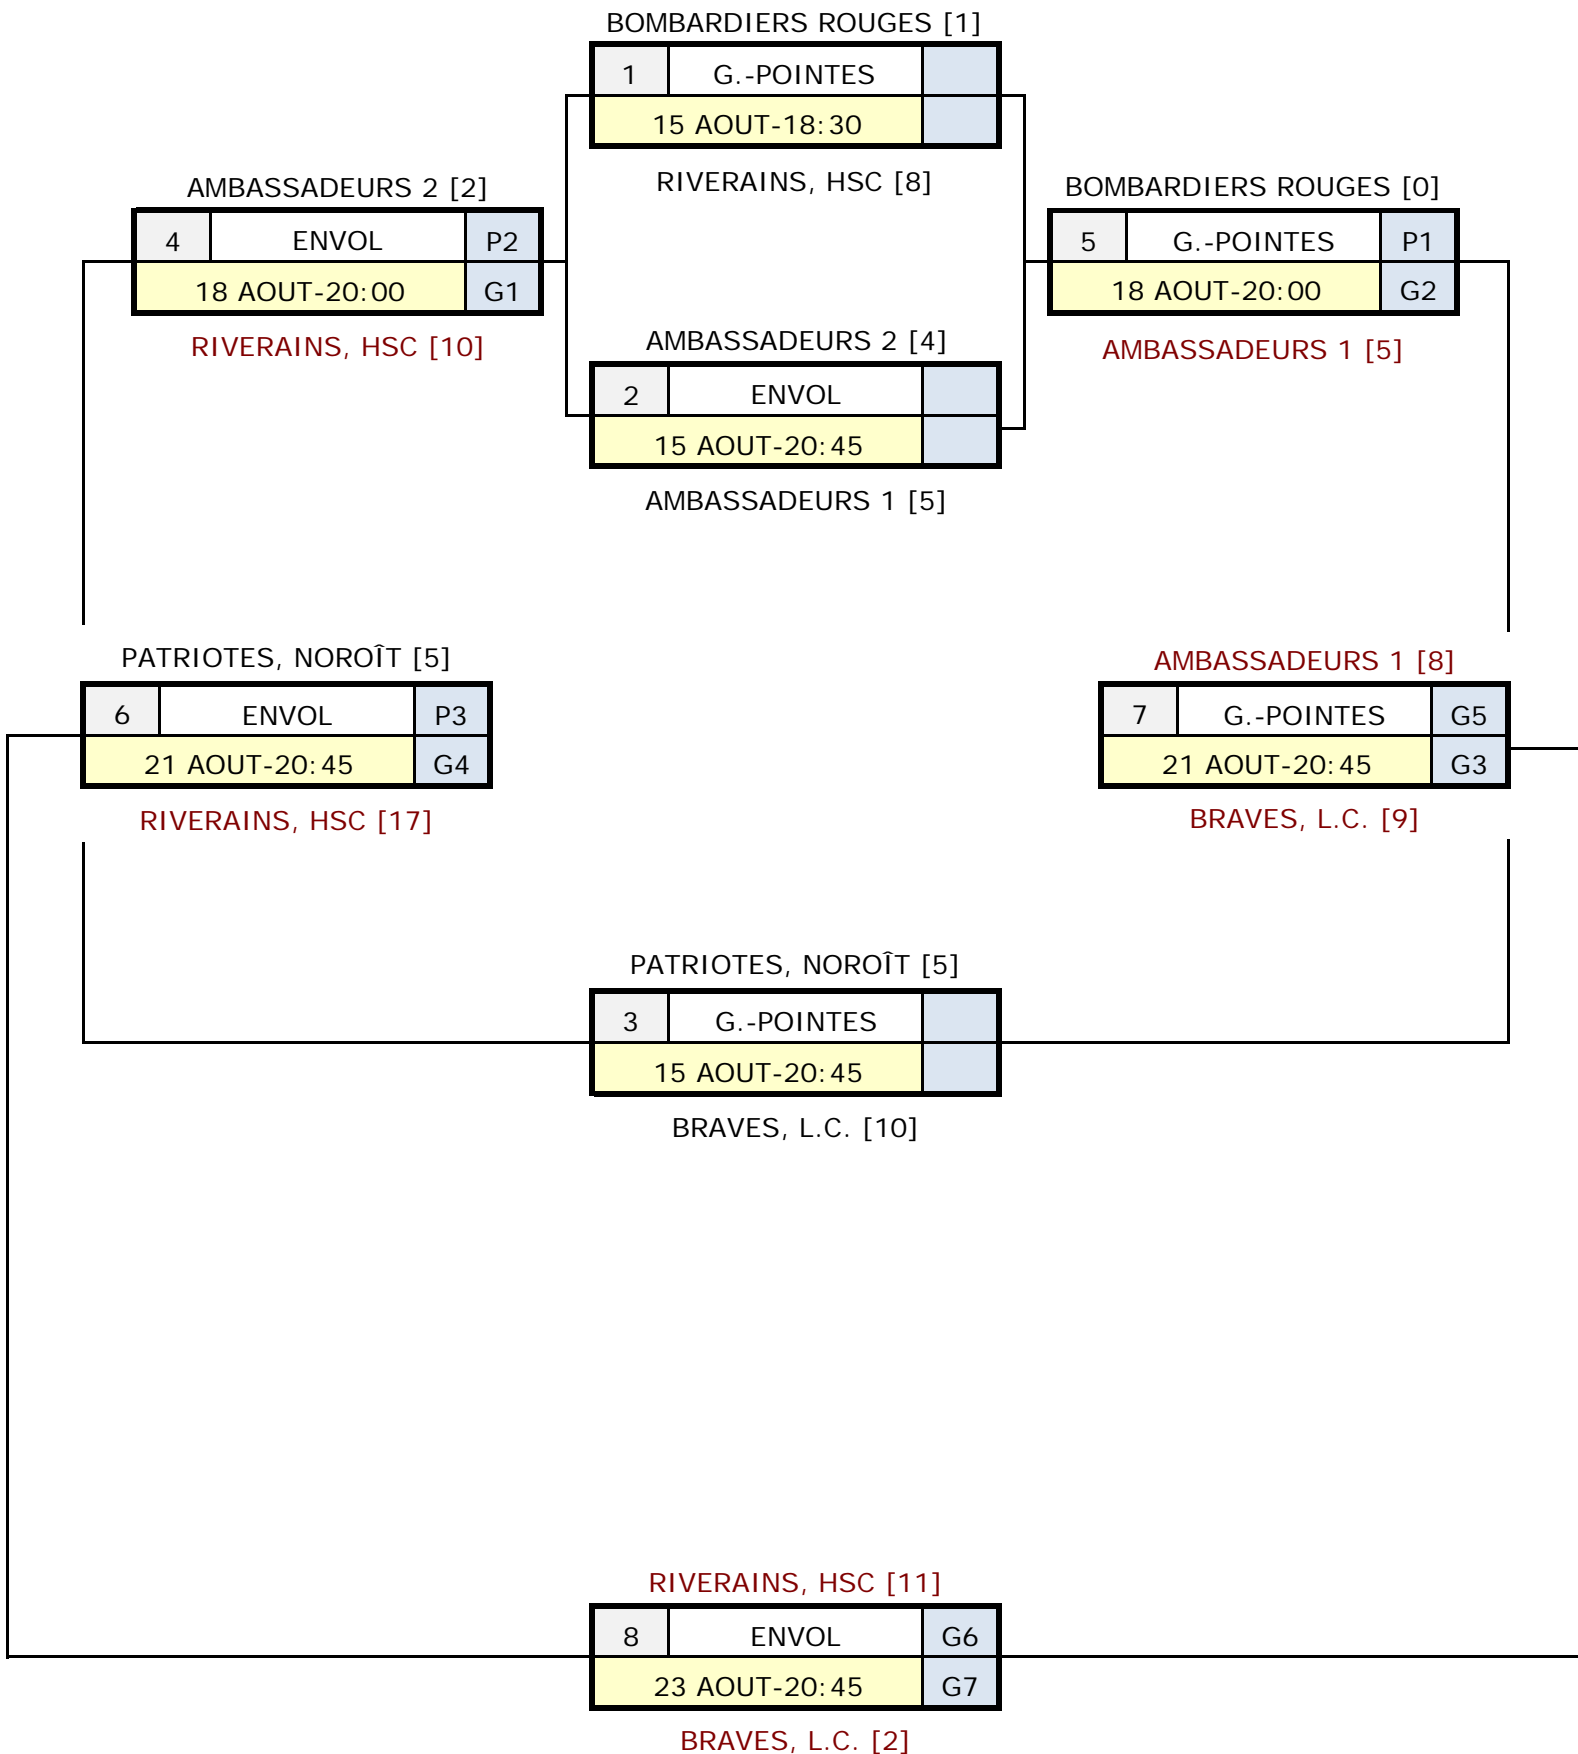 BOMBARDIERS ROUGES [1]
1 G.-POINTES
15 AOUT-18:30
RIVERAINS, HSC [8]
AMBASSADEURS 2 [2]
4 ENVOL P2
18 AOUT-20:00 G1
RIVERAINS, HSC [10]
BOMBARDIERS ROUGES [0]
5 G.-POINTES P1
18 AOUT-20:00 G2
AMBASSADEURS 1 [5]
AMBASSADEURS 2 [4]
2 ENVOL
15 AOUT-20:45
AMBASSADEURS 1 [5]
PATRIOTES, NOROÎT [5]
6 ENVOL P3
21 AOUT-20:45 G4
RIVERAINS, HSC [17]
AMBASSADEURS 1 [8]
7 G.-POINTES G5
21 AOUT-20:45 G3
BRAVES, L.C. [9]
PATRIOTES, NOROÎT [5]
3 G.-POINTES
15 AOUT-20:45
BRAVES, L.C. [10]
RIVERAINS, HSC [11]
8 ENVOL G6
23 AOUT-20:45 G7
BRAVES, L.C. [2]